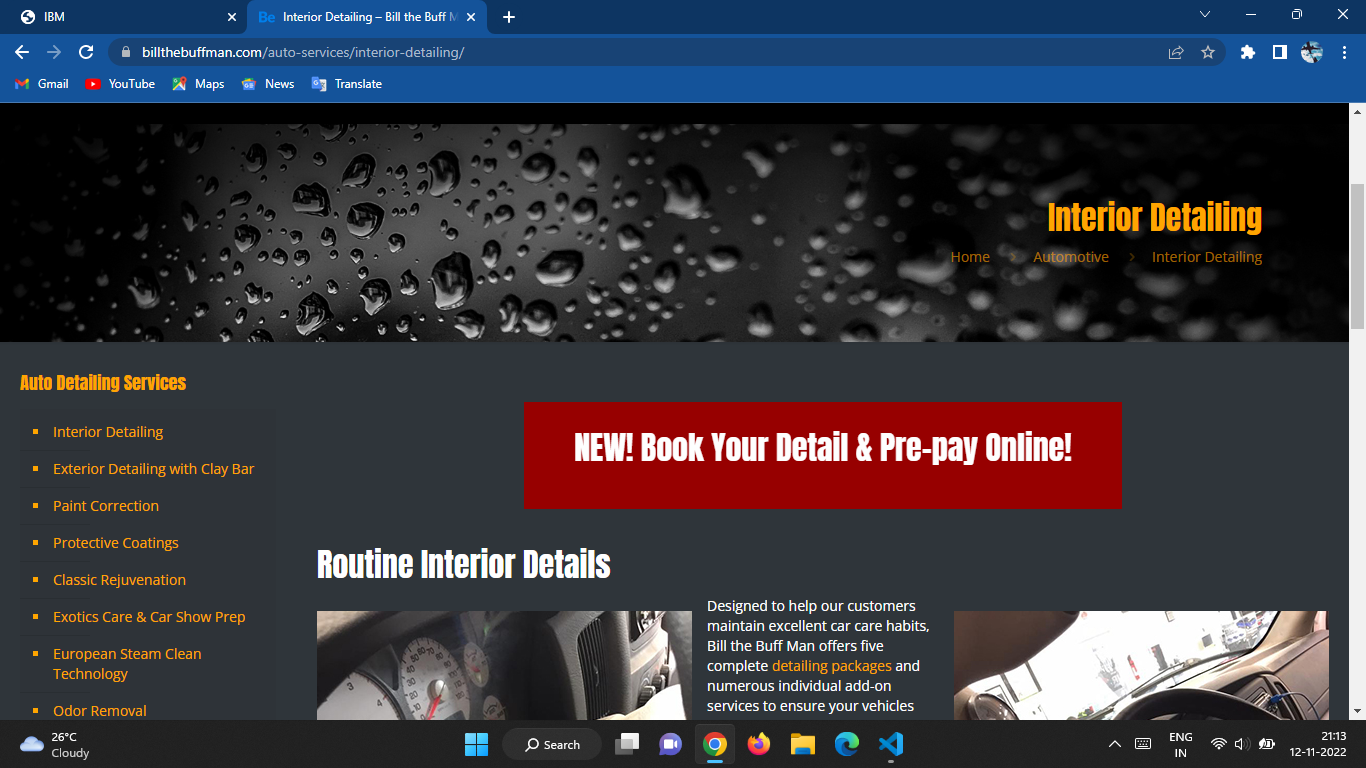 IBM
Be Interior Detailing – Bill the Buff M
billthebuffman.com/auto-services/interior-detailing/
Gmail
YouTube
Maps
News
Translate
Interior Detailing
Home
Automotive
Interior Detailing
Auto Detailing Services
Interior Detailing
Exterior Detailing with Clay Bar
Paint Correction
Protective Coatings
Classic Rejuvenation
Exotics Care & Car Show Prep
European Steam Clean
Technology
Odor Removal
NEW! Book Your Detail & Pre-pay Online!
Routine Interior Details
Designed to help our customers
maintain excellent car care habits,
Bill the Buff Man offers five
complete detailing packages and
numerous individual add-on
services to ensure your vehicles
26°C
Cloudy
Search
ENG
IN
21:13
12-11-2022